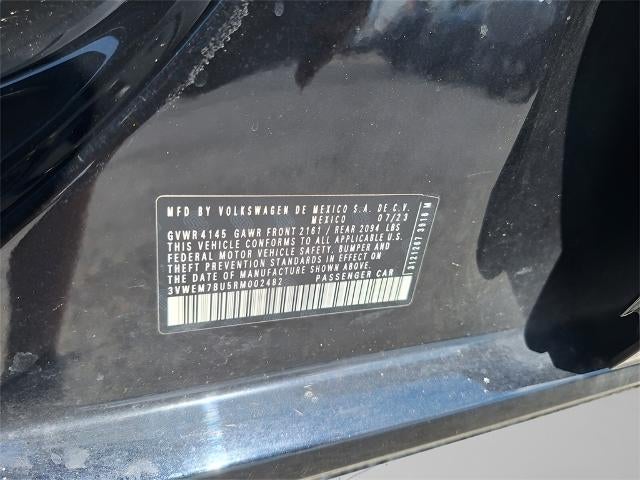 MFD BY VOLKSWAGEN DE MEXICO S.A. DE C.V.
MEXICO 07/23
GVWR 4145 GAWR FRONT 2161 / REAR 2094 LBS
THIS VEHICLE CONFORMS TO ALL APPLICABLE U.S.
FEDERAL MOTOR VEHICLE SAFETY, BUMPER AND
THEFT PREVENTION STANDARDS IN EFFECT ON
THE DATE OF MANUFACTURE SHOWN ABOVE
3VWEM7BU5RM002482 PASSENGER CAR
3121267 3918 M